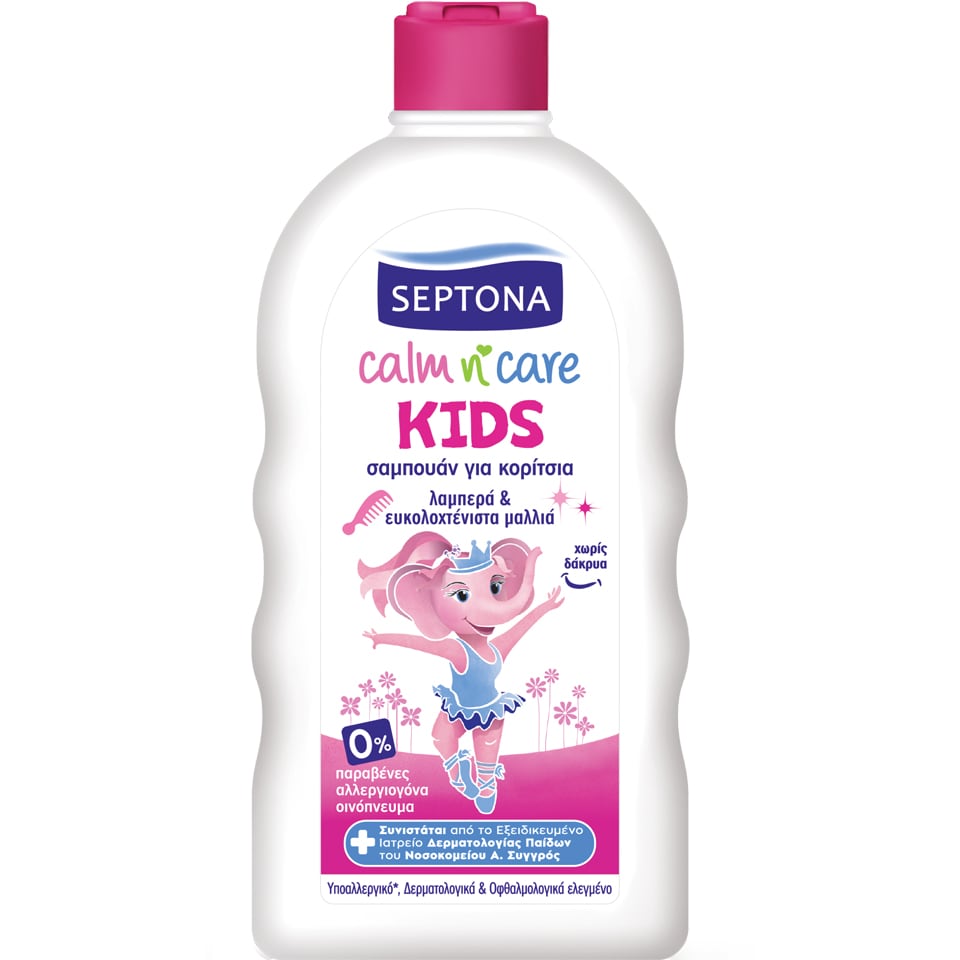 SEPTONA
calm n' care
KIDS
σαμπουάν για κορίτσια
λαμπερά &
ευκολοχτένιστα μαλλιά
χωρίς
δάκρυα
0%
παραβένες
αλλεργιογόνα
οινόπνευμα
Συνιστάται από το Εξειδικευμένο
Ιατρείο Δερματολογίας Παίδων
του Νοσοκομείου Α. Συγγρός
Υποαλλεργικό*, Δερματολογικά & Οφθαλμολογικά ελεγμένο